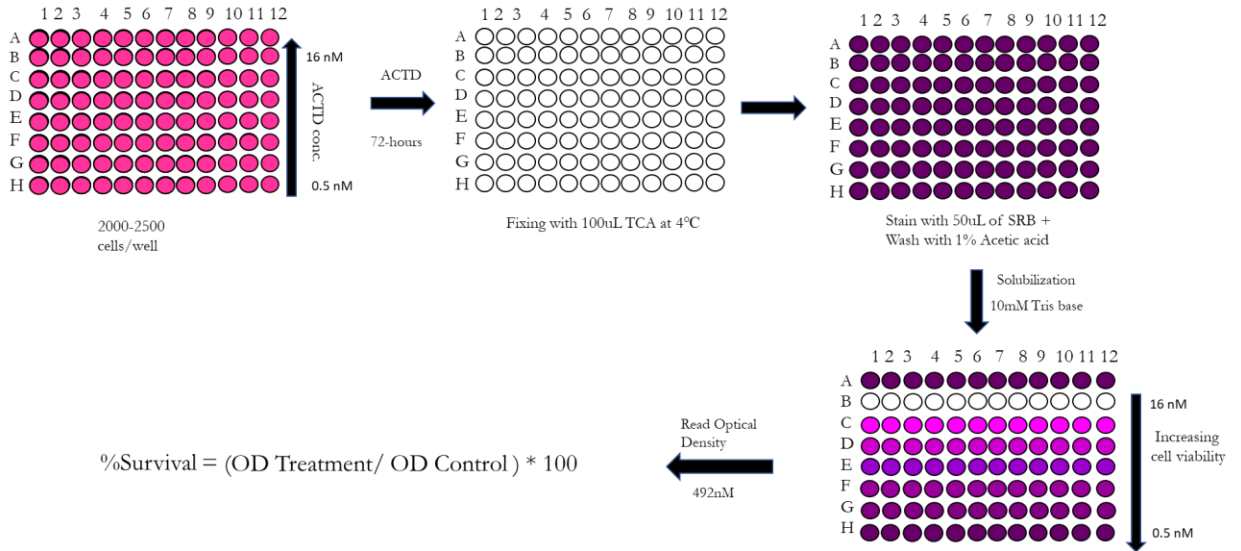 1 2 3 4 5 6 7 8 9 10 11 12
A
B
C
D
E
F
G
H
16 nM
ACTD conc.
0.5 nM
2000-2500
cells/well
ACTD
72-hours
1 2 3 4 5 6 7 8 9 10 11 12
A
B
C
D
E
F
G
H
Fixing with 100uL TCA at 4°C
1 2 3 4 5 6 7 8 9 10 11 12
A
B
C
D
E
F
G
H
Stain with 50uL of SRB +
Wash with 1% Acetic acid
Solubilization
10mM Tris base
1 2 3 4 5 6 7 8 9 10 11 12
A
B
C
D
E
F
G
H
16 nM
Increasing
cell viability
0.5 nM
Read Optical
Density
492nM
%Survival = (OD Treatment/ OD Control ) * 100